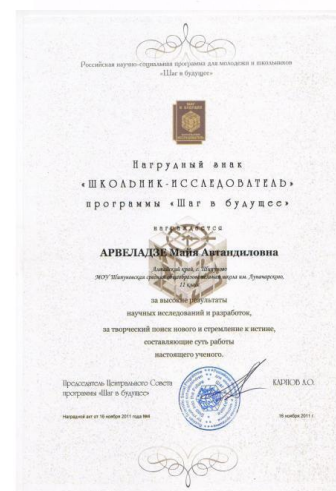 Российская научно-социальная программа для молодежи и школьников
«Шаг в будущее»
ШАГ
В БУДУЩЕЕ
Нагрудный знак
«ШКОЛЬНИК-ИССЛЕДОВАТЕЛЬ»
программы «Шаг в будущее»
награждается
АРВЕЛАДЗЕ Майя Автандиловна
Алтайский край, с. Шипуново
МОУ Шипуновская средняя общеобразовательная школа им. Луначарского,
11 класс
за высокие результаты
научных исследований и разработок,
за творческий поиск нового и стремление к истине,
составляющие суть работы
настоящего ученого.
Председатель Центрального Совета
программы «Шаг в будущее»
КАРПОВ А.О.
Наградной акт от 16 ноября 2011 года №4
16 ноября 2011 г.